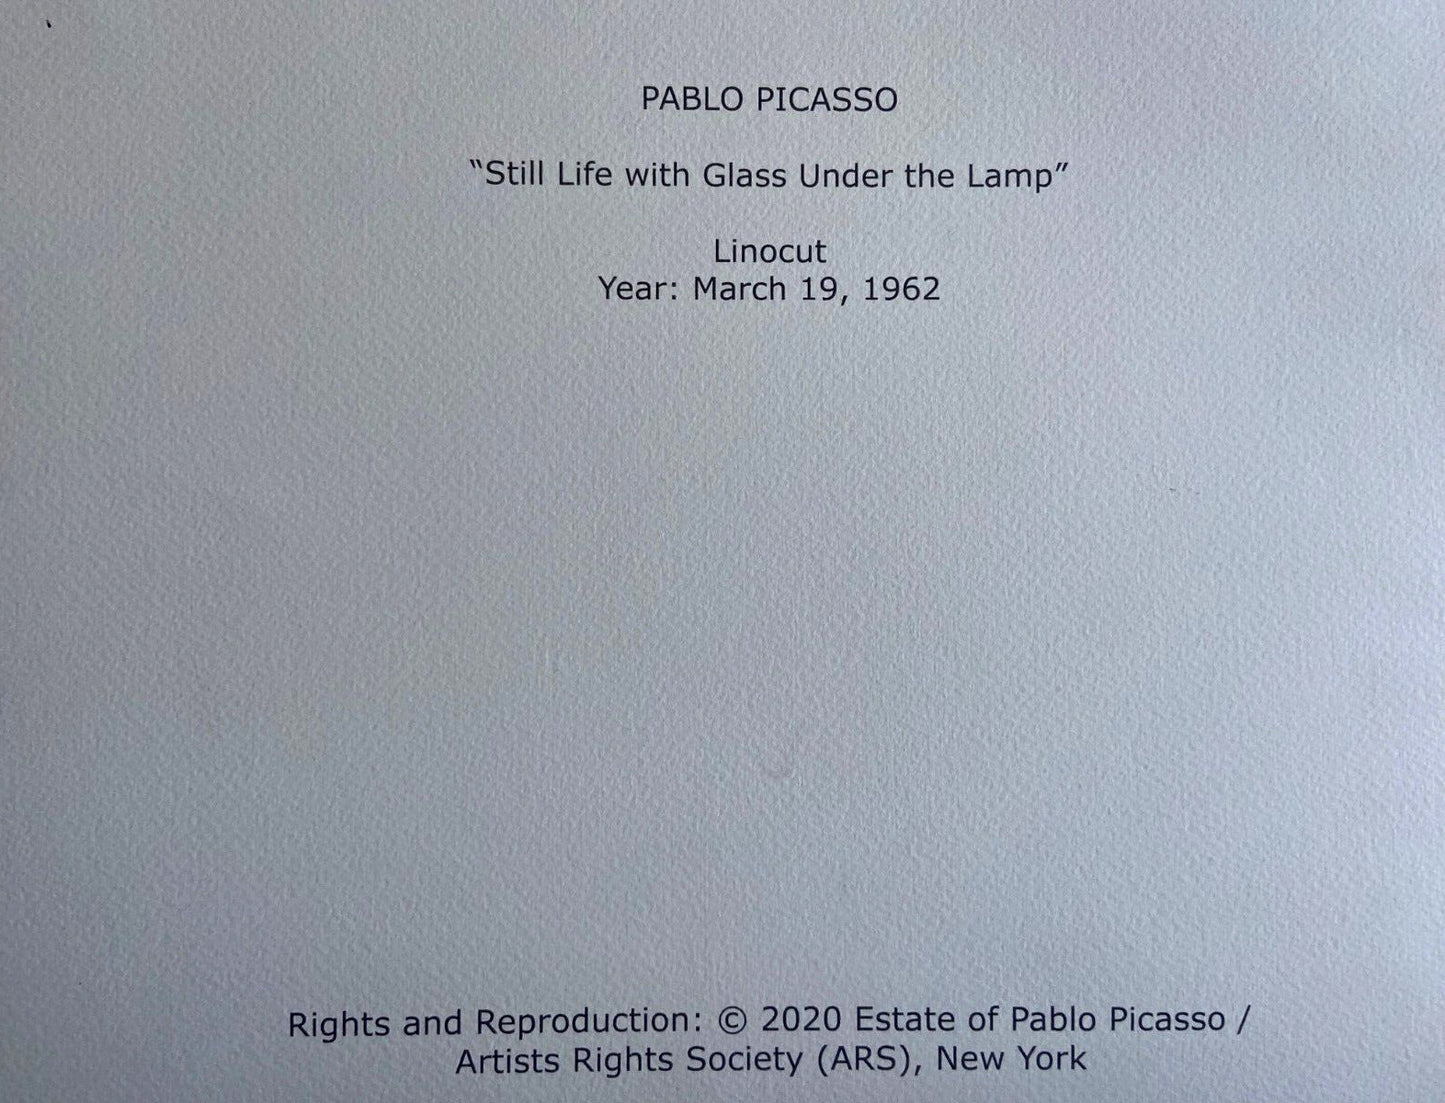 PABLO PICASSO
“Still Life with Glass Under the Lamp”
Linocut
Year: March 19, 1962
Rights and Reproduction: © 2020 Estate of Pablo Picasso /
Artists Rights Society (ARS), New York